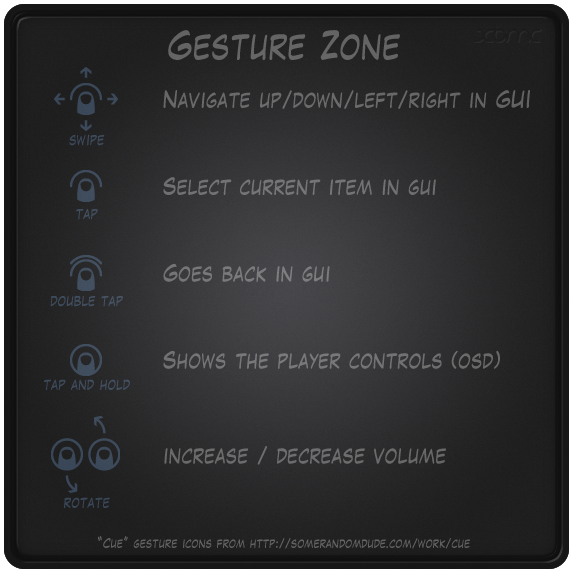 Gesture Zone
Navigate up/down/left/right in GUI
SWIPE
Select current item in gui
TAP
Goes back in gui
DOUBLE TAP
Shows the player controls (osd)
TAP AND HOLD
increase / decrease volume
ROTATE
"Cue" gesture icons from http://somerandomdude.com/work/cue